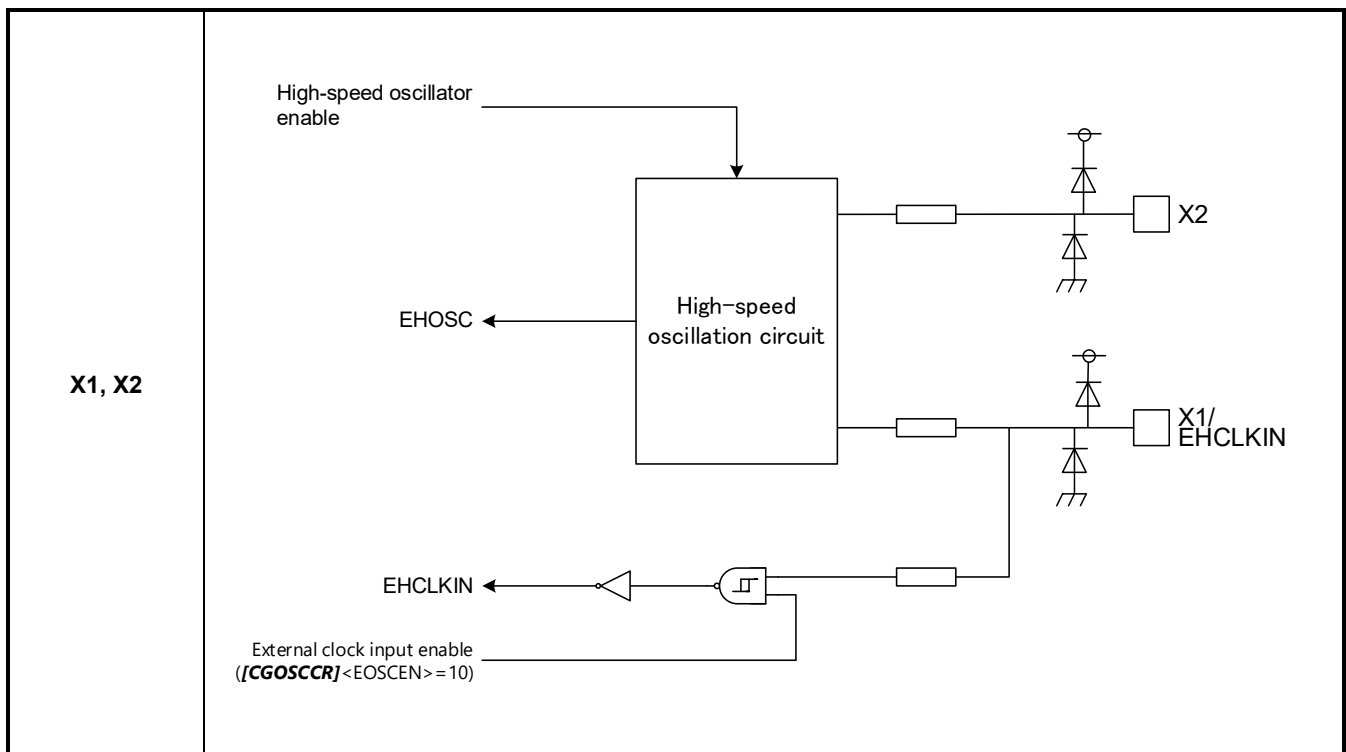 X1, X2
High-speed oscillator
enable
X2
High-speed
oscillation circuit
EHOSC
X1/
EHCLKIN
EHCLKIN
External clock input enable
([CGOSCCR]<EOSCEN>=10)